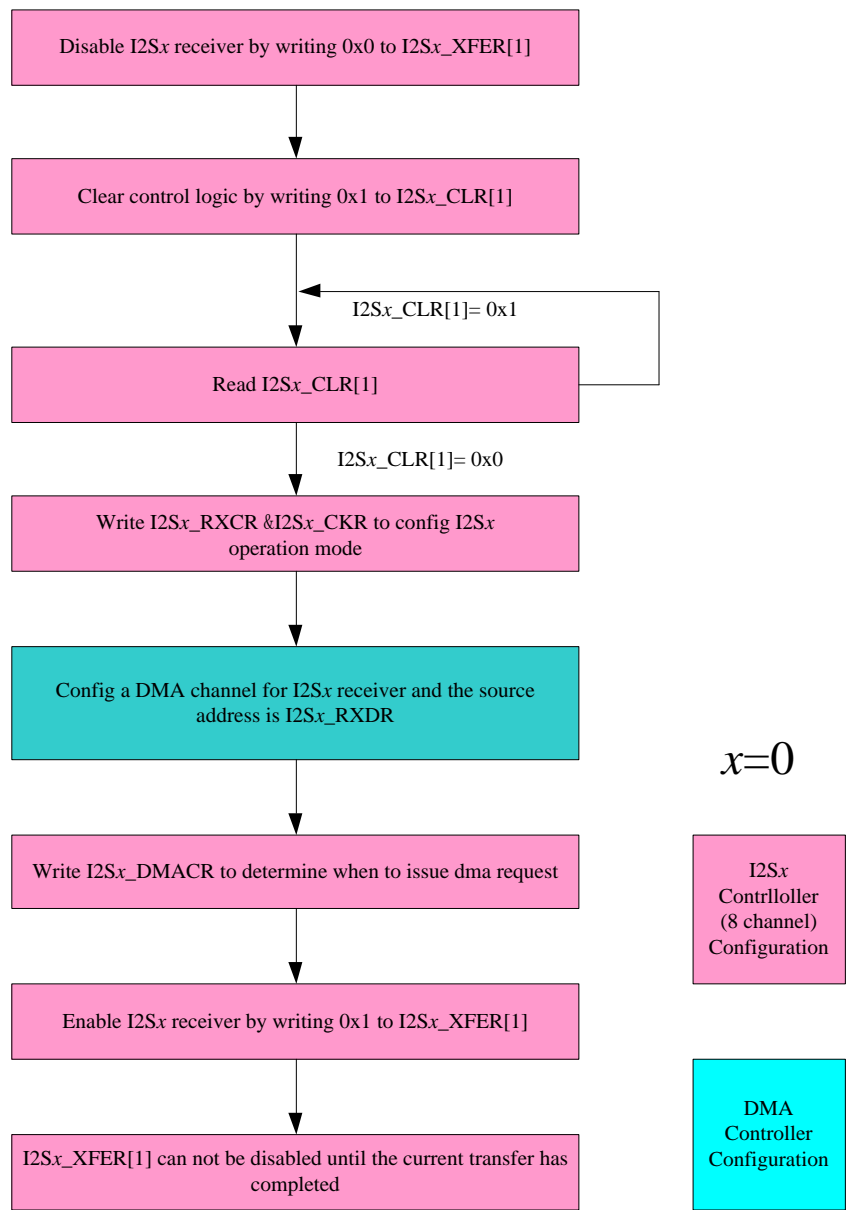 Disable I2Sx receiver by writing 0x0 to I2Sx_XFER[1]
Clear control logic by writing 0x1 to I2Sx_CLR[1]
I2Sx_CLR[1]= 0x1
Read I2Sx_CLR[1]
I2Sx_CLR[1]= 0x0
Write I2Sx_RXCR &I2Sx_CKR to config I2Sx
operation mode
Config a DMA channel for I2Sx receiver and the source
address is I2Sx_RXDR
x=0
Write I2Sx_DMACR to determine when to issue dma request
I2Sx
Contrlloller
(8 channel)
Configuration
Enable I2Sx receiver by writing 0x1 to I2Sx_XFER[1]
I2Sx_XFER[1] can not be disabled until the current transfer has
completed
DMA
Controller
Configuration